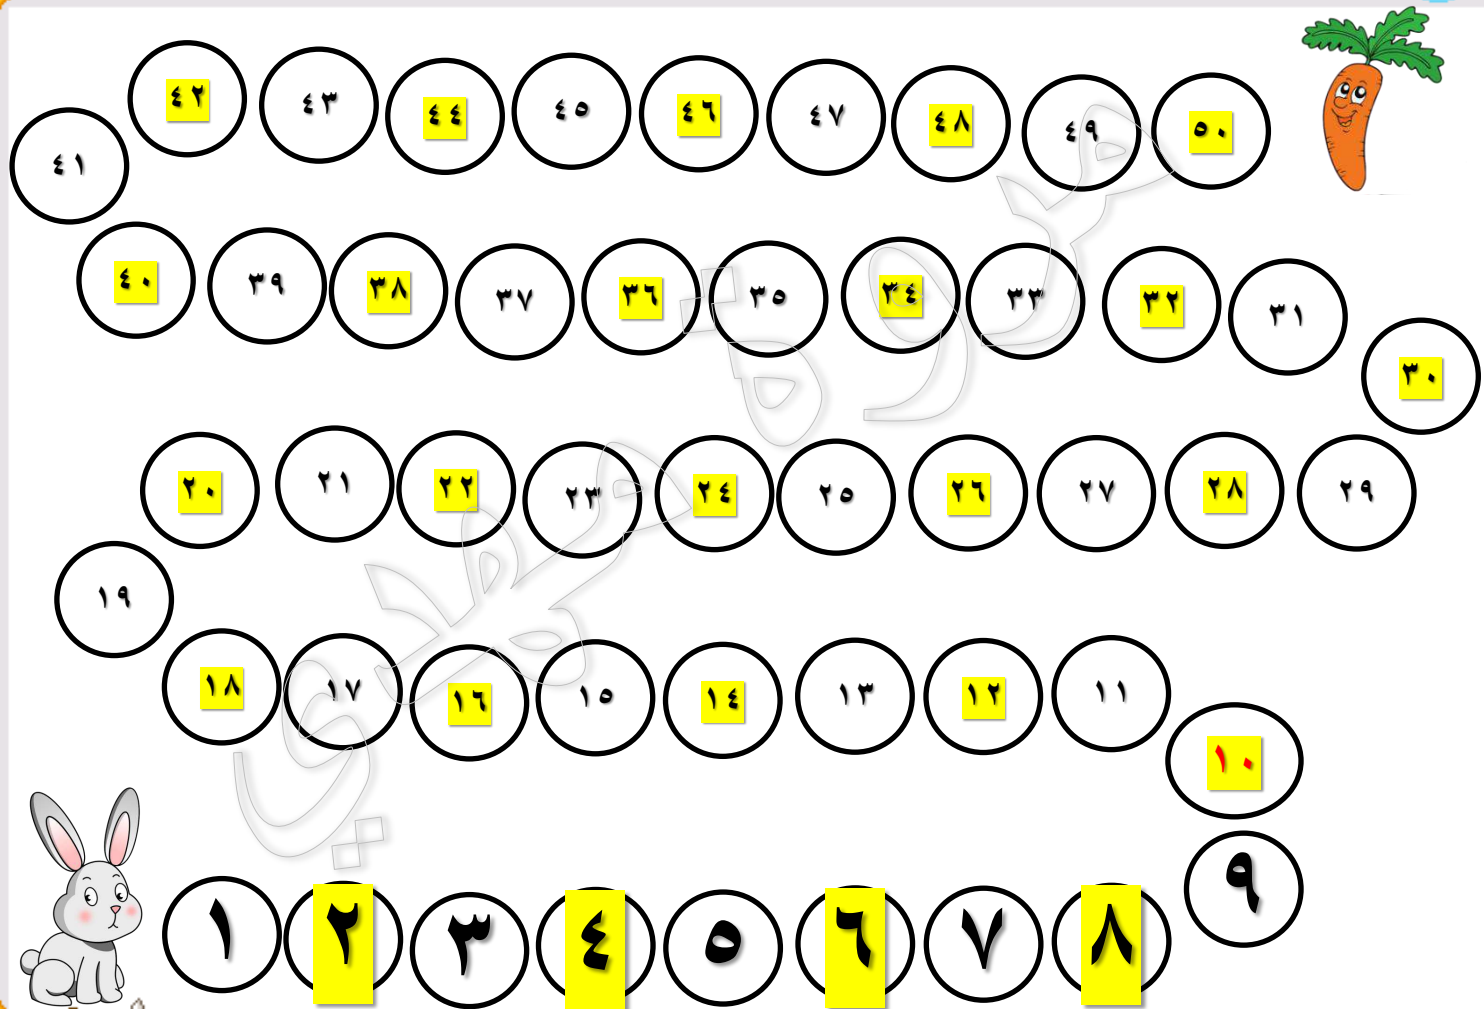 ٤٢ ٤٣ ٤٤ ٤٥ ٤٦ ٤٧ ٤٨ ٤٩ ٥٠
٤١
٤٠ ٣٩ ٣٨ ٣٧ ٣٦ ٣٥ ٣٤ ٣٣ ٣٢ ٣١
٣٠
٢٠ ٢١ ٢٢ ٢٣ ٢٤ ٢٥ ٢٦ ٢٧ ٢٨ ٢٩
١٩
١٨ ١٧ ١٦ ١٥ ١٤ ١٣ ١٢ ١١
١٠
٩
١ ٢ ٣ ٤ ٥ ٦ ٧ ٨